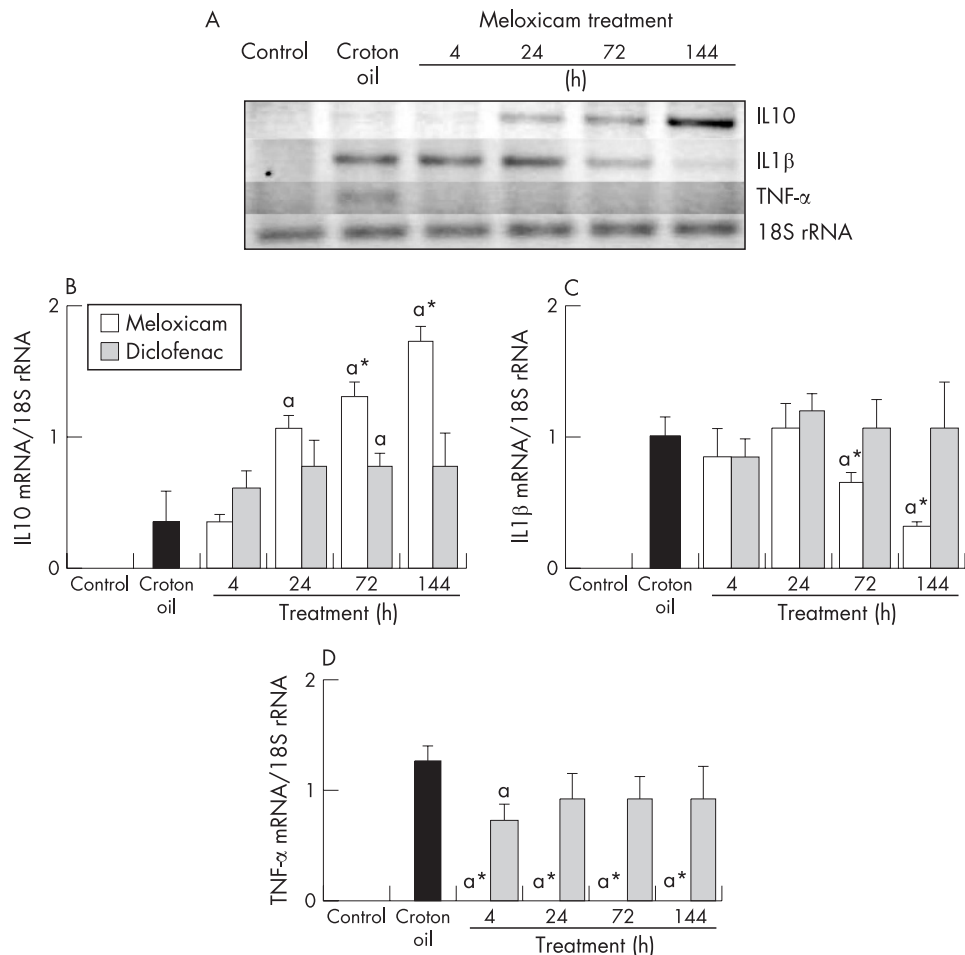 A
Meloxicam treatment
Control
Croton
oil
4
24
72
144
(h)
IL10
IL1β
TNF-α
18S rRNA
B
IL10 mRNA/18S rRNA
2
1
0
Meloxicam
Diclofenac
a
a*
a
a*
Control
Croton
oil
4
24
72
144
Treatment (h)
C
IL1β mRNA/18S rRNA
2
1
0
a*
a*
Control
Croton
oil
4
24
72
144
Treatment (h)
D
TNF-α mRNA/18S rRNA
2
1
0
a
a*
a*
a*
a*
Control
Croton
oil
4
24
72
144
Treatment (h)